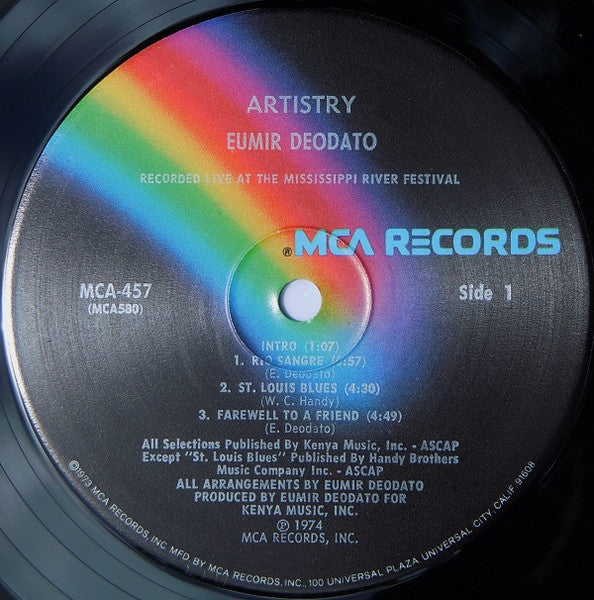 ARTISTRY
EUMIR DEODATO
RECORDED LIVE AT THE MISSISSIPPI RIVER FESTIVAL
® MCA RECORDS
MCA-457
(MCA580)
Side 1
INTRO (1:07)
1. RIO SANGRE
(E. Deodato)
2. ST. LOUIS BLUES (4:30)
(W. C. Handy)
3. FAREWELL TO A FRIEND (4:49)
(E. Deodato)
All Selections Published By Kenya Music, Inc. - ASCAP
Except "St. Louis Blues" Published By Handy Brothers
Music Company Inc. - ASCAP
ALL ARRANGEMENTS BY EUMIR DEODATO
PRODUCED BY EUMIR DEODATO FOR
KENYA MUSIC, INC.
℗ 1974
MCA RECORDS, INC.
©1973 MCA RECORDS, INC. MFD BY MCA RECORDS, INC., 100 UNIVERSAL PLAZA UNIVERSAL CITY, CALIF. 91608